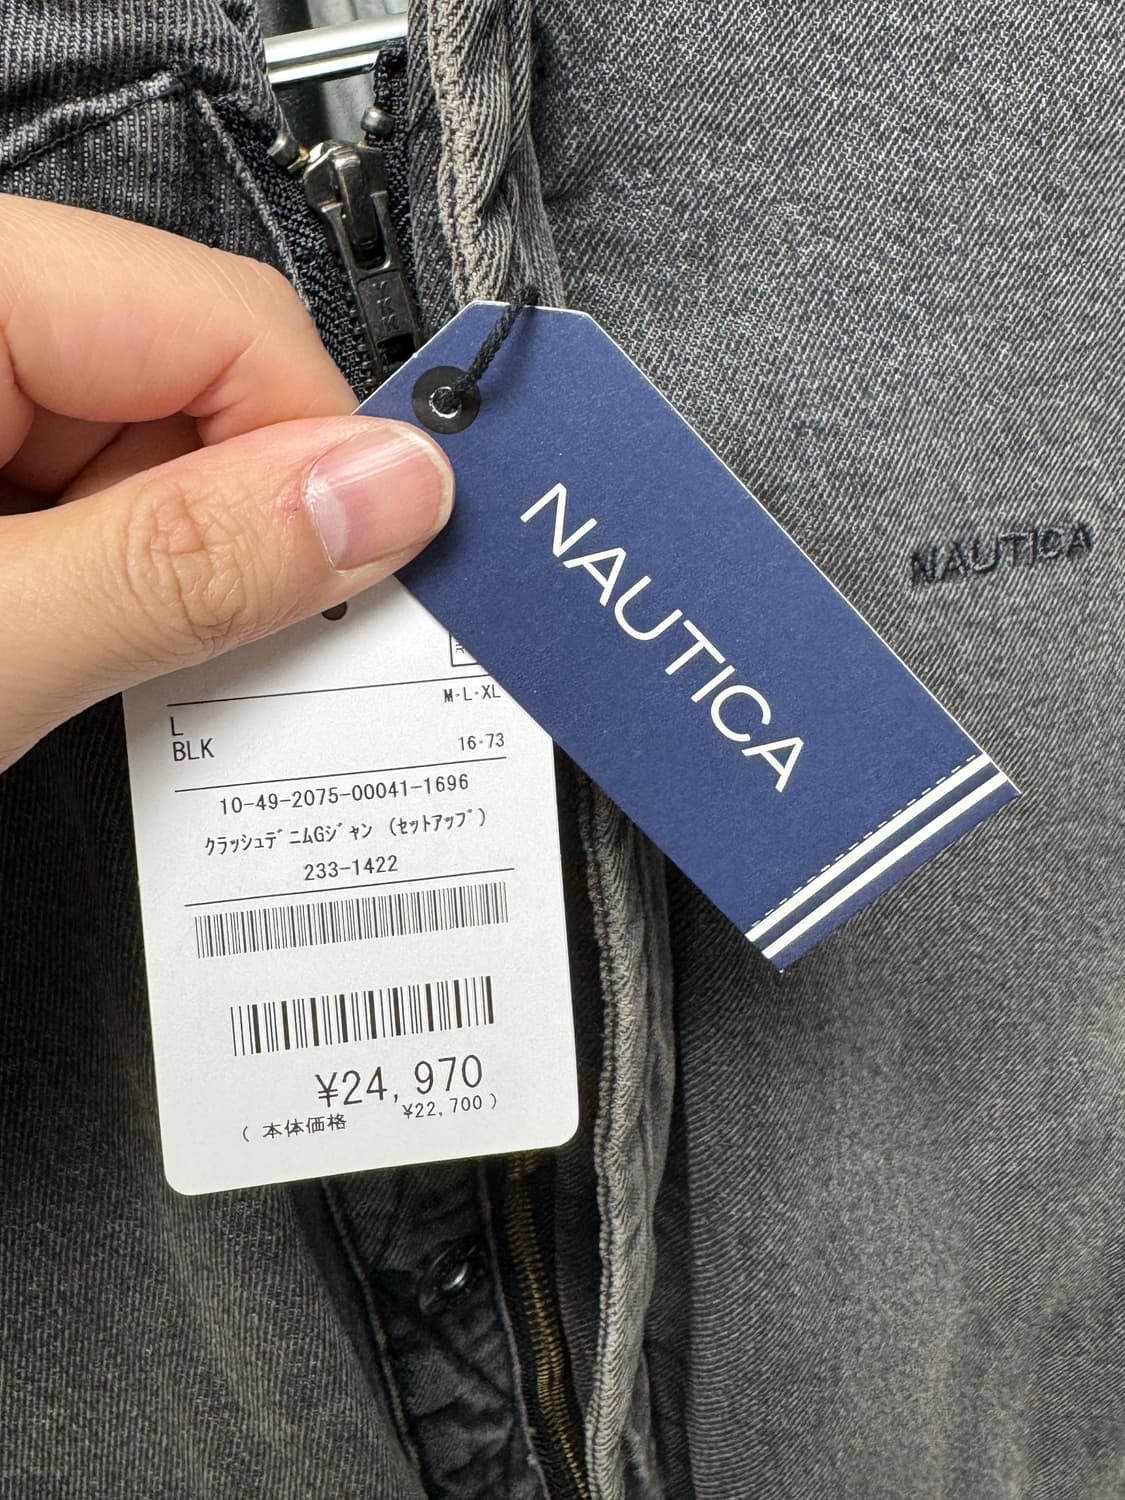 YKK
NAUTICA
NAUTICA
M-L-XL
L
BLK
16-73
10-49-2075-00041-1696
クラッシュデニムGジャン (セットアップ)
233-1422
¥24,970
( 本体価格 ¥22,700 )